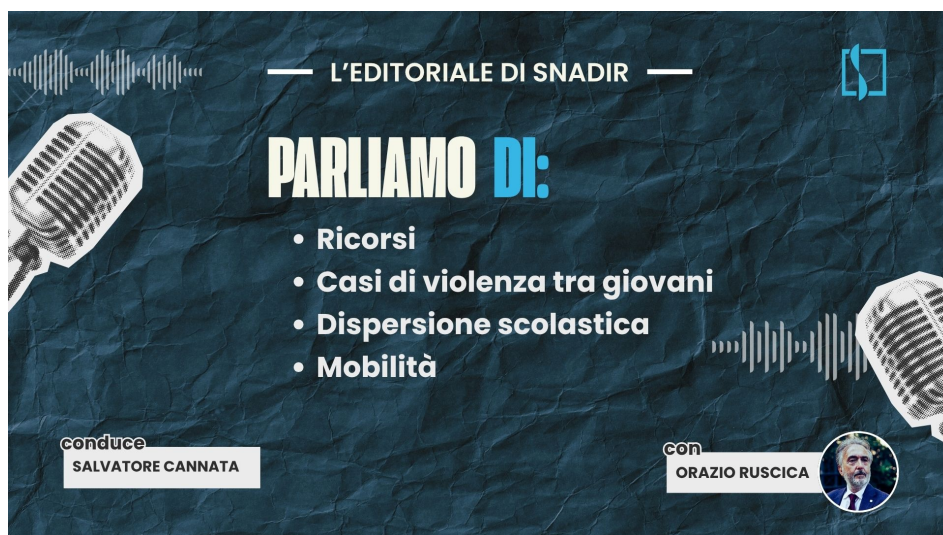 L’EDITORIALE DI SNADIR
PARLIAMO DI:
• Ricorsi
• Casi di violenza tra giovani
• Dispersione scolastica
• Mobilità
conduce
SALVATORE CANNATA
con
ORAZIO RUSCICA